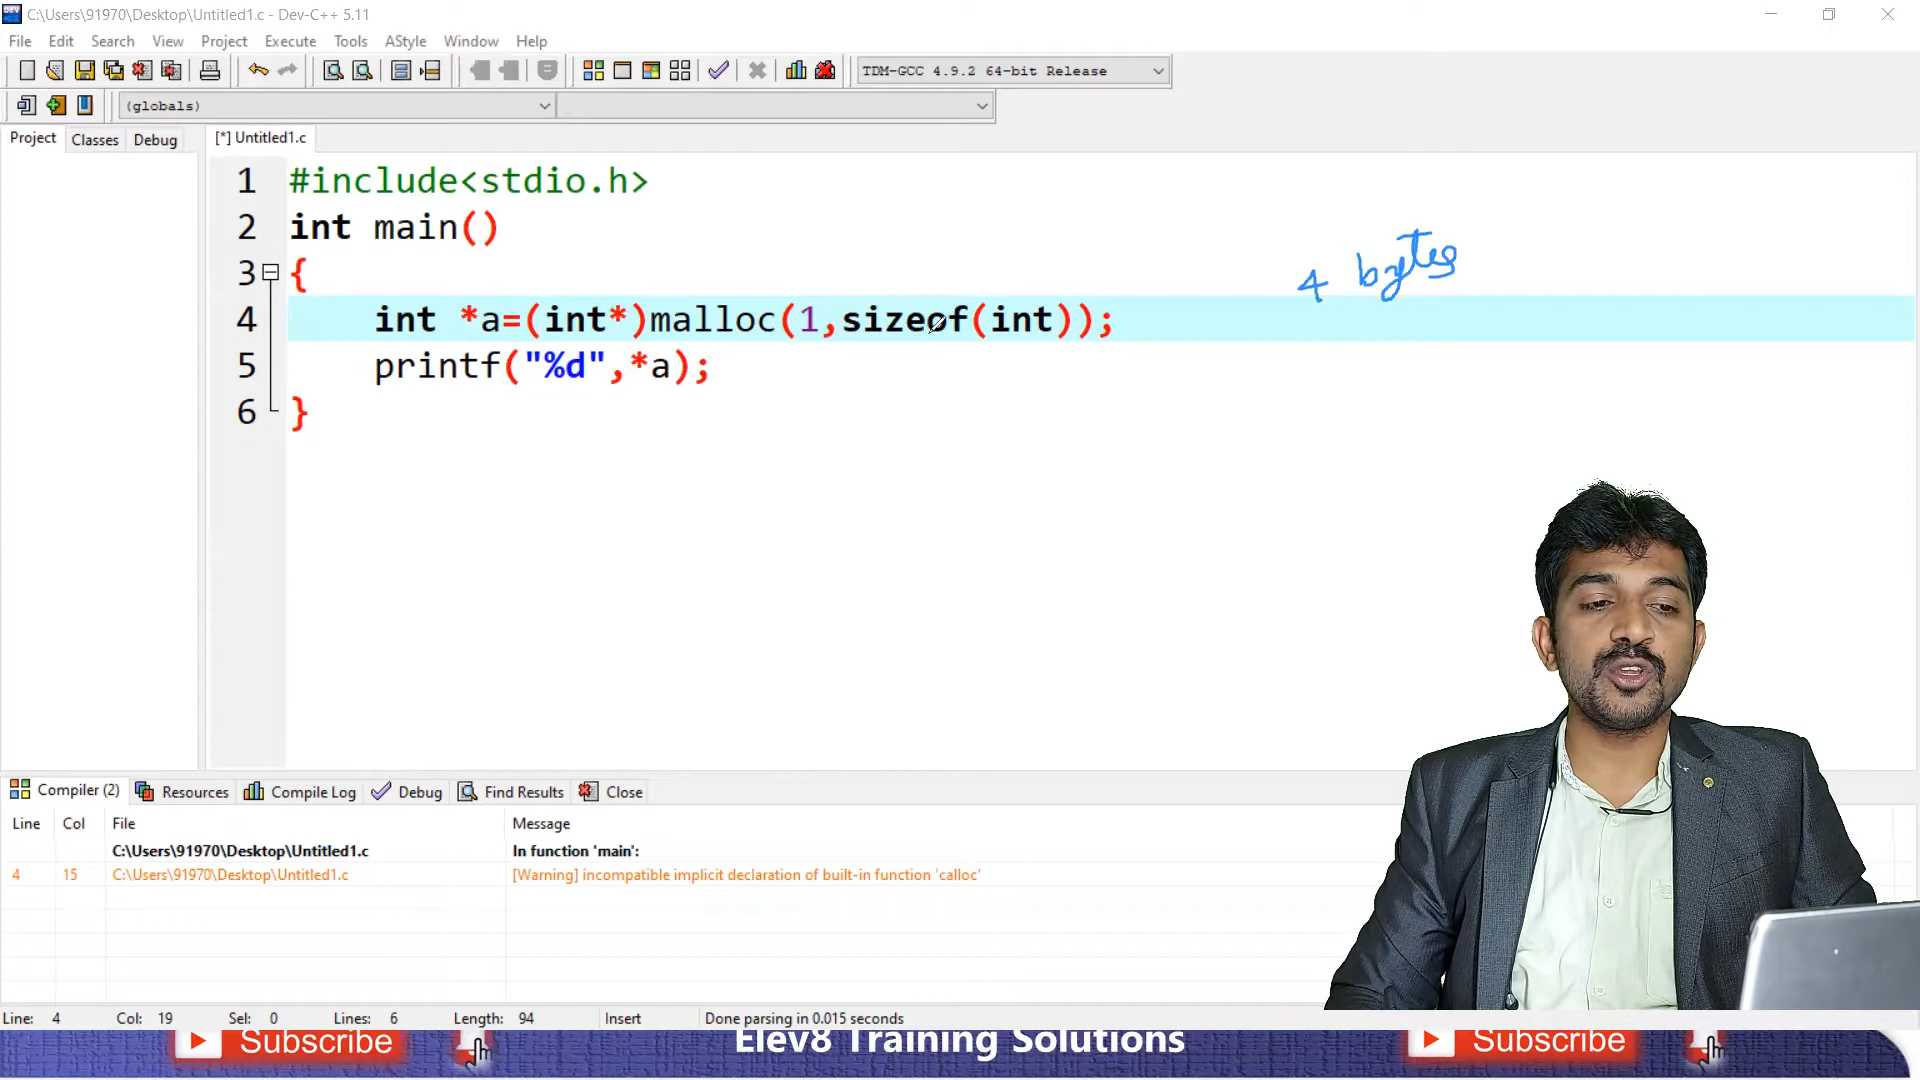 C:\Users\91970\Desktop\Untitled1.c - Dev-C++ 5.11
File Edit Search View Project Execute Tools AStyle Window Help
TDM-GCC 4.9.2 64-bit Release
(globals)
Project Classes Debug
[*] Untitled1.c
1 #include<stdio.h>
2 int main()
3 {
4 bytes
4 int *a=(int*)malloc(1,sizeof(int));
5 printf("%d",*a);
6 }
Compiler (2) Resources Compile Log Debug Find Results Close
Line Col File Message
C:\Users\91970\Desktop\Untitled1.c In function 'main':
4 15 C:\Users\91970\Desktop\Untitled1.c [Warning] incompatible implicit declaration of built-in function 'calloc'
Line: 4 Col: 19 Sel: 0 Lines: 6 Length: 94 Insert Done parsing in 0.015 seconds
Subscribe Elev8 Training Solutions Subscribe